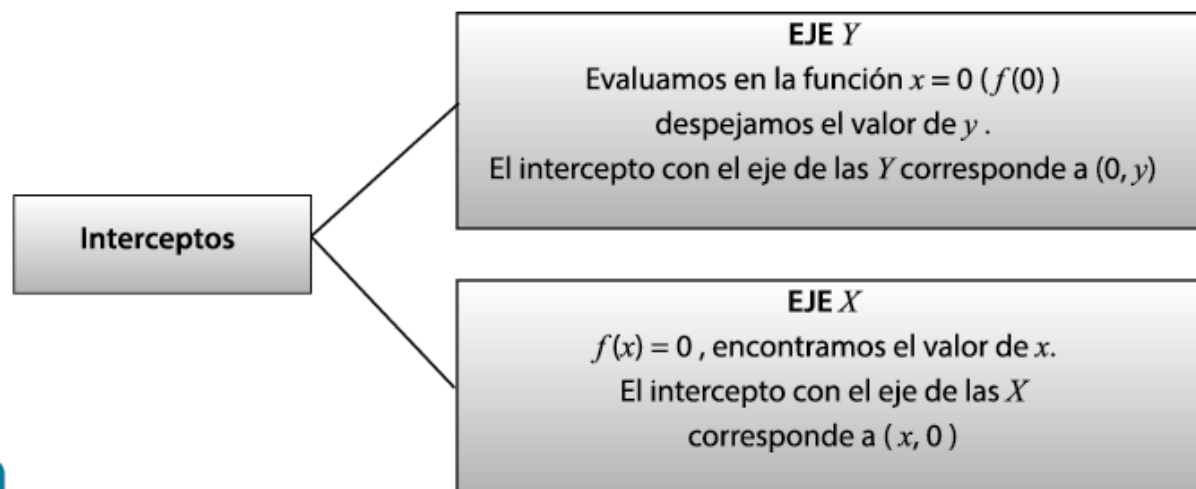 EJE Y
Evaluamos en la función x = 0 ( f (0) )
despejamos el valor de y .
El intercepto con el eje de las Y corresponde a (0, y)
Interceptos
EJE X
f (x) = 0 , encontramos el valor de x.
El intercepto con el eje de las X
corresponde a ( x, 0 )